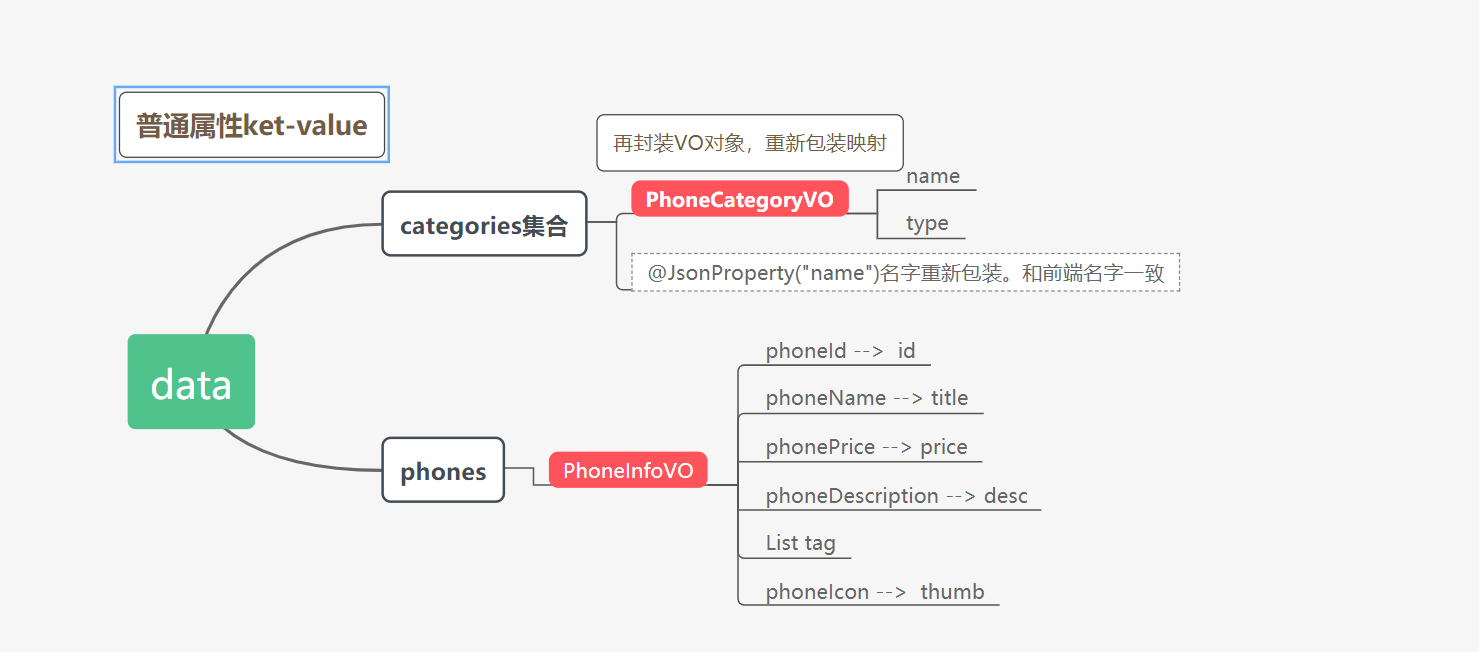 普通属性ket-value
再封装VO对象，重新包装映射
categories集合
PhoneCategoryVO
name
type
@JsonProperty("name")名字重新包装。和前端名字一致
data
phones
PhoneInfoVO
phoneId --> id
phoneName --> title
phonePrice --> price
phoneDescription --> desc
List tag
phoneIcon --> thumb